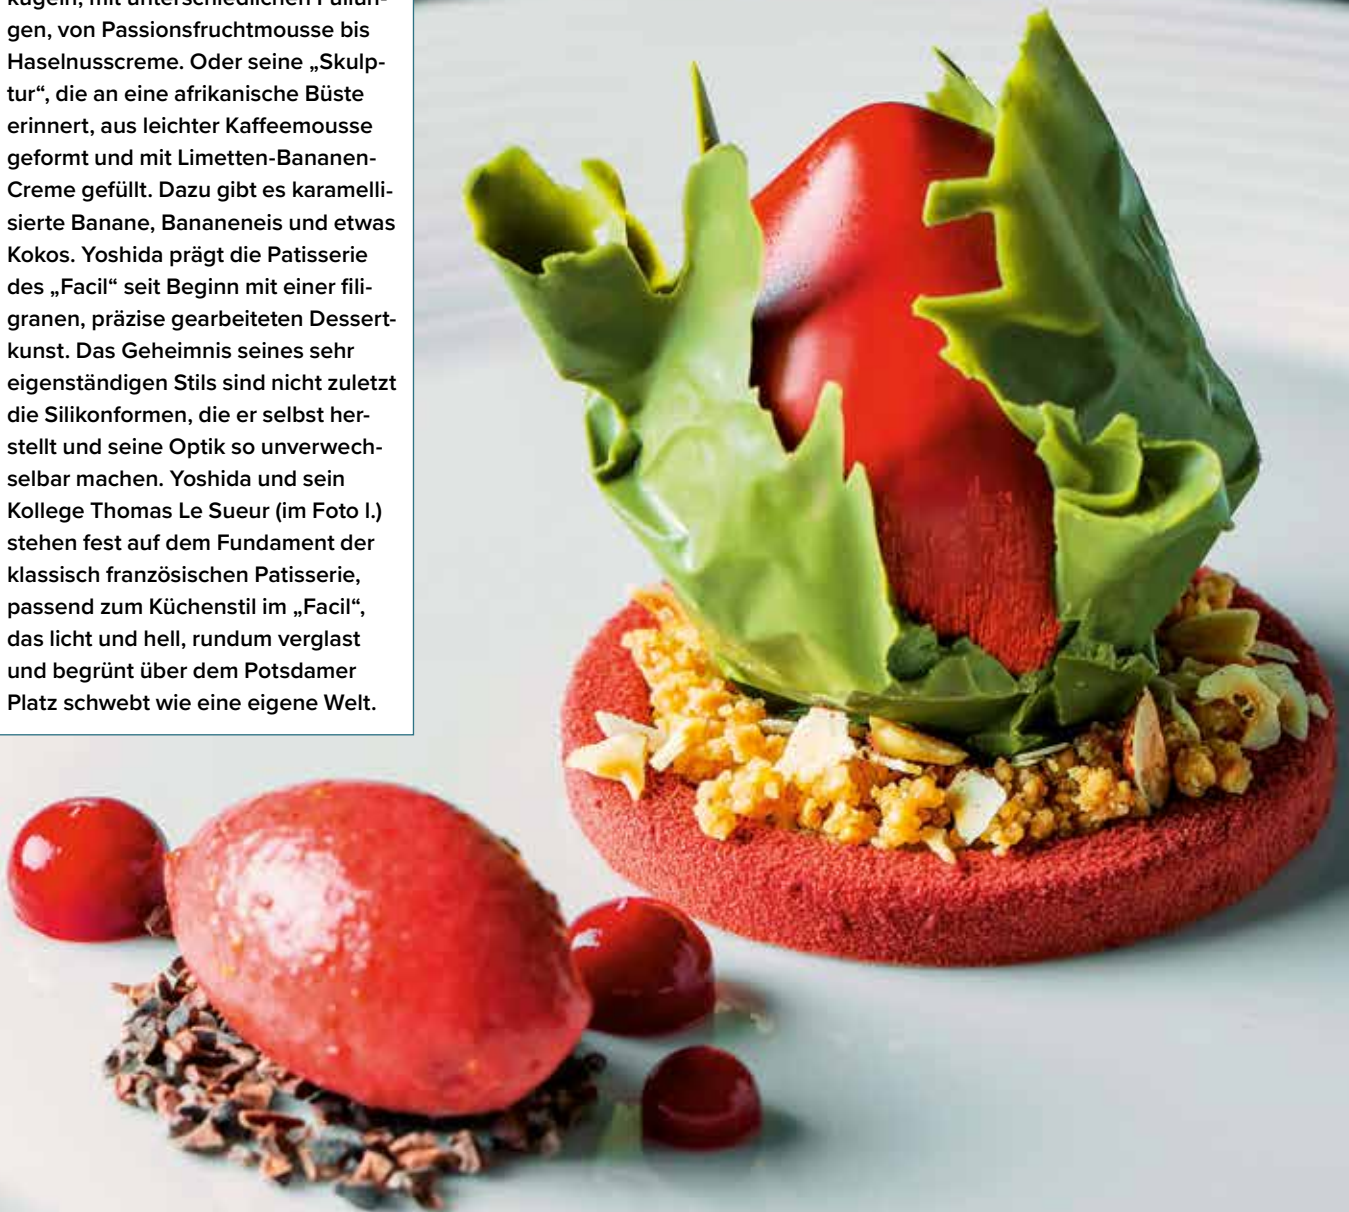 kugeln, mit unterschiedlichen Füllun-
gen, von Passionsfruchtmousse bis
Haselnusscreme. Oder seine „Skulp-
tur“, die an eine afrikanische Büste
erinnert, aus leichter Kaffeemousse
geformt und mit Limetten-Bananen-
Creme gefüllt. Dazu gibt es karamelli-
sierte Banane, Bananeneis und etwas
Kokos. Yoshida prägt die Patisserie
des „Facil“ seit Beginn mit einer fili-
granen, präzise gearbeiteten Dessert-
kunst. Das Geheimnis seines sehr
eigenständigen Stils sind nicht zuletzt
die Silikonformen, die er selbst her-
stellt und seine Optik so unverwech-
selbar machen. Yoshida und sein
Kollege Thomas Le Sueur (im Foto l.)
stehen fest auf dem Fundament der
klassisch französischen Patisserie,
passend zum Küchenstil im „Facil“,
das licht und hell, rundum verglast
und begrünt über dem Potsdamer
Platz schwebt wie eine eigene Welt.